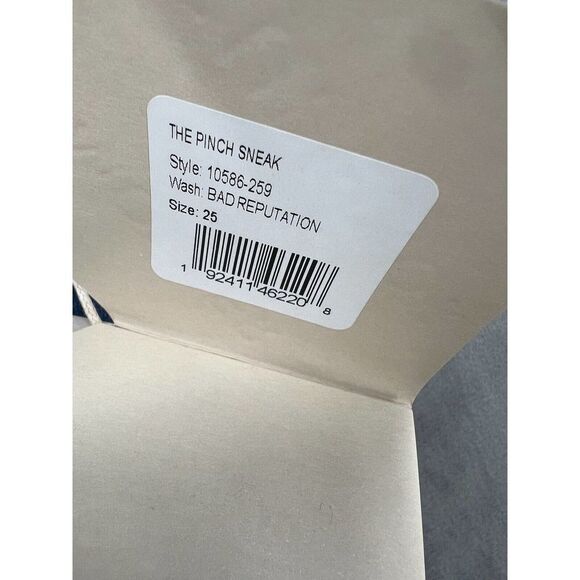 THE PINCH SNEAK
Style: 10586-259
Wash: BAD REPUTATION
Size: 25
1 92411 46220 8